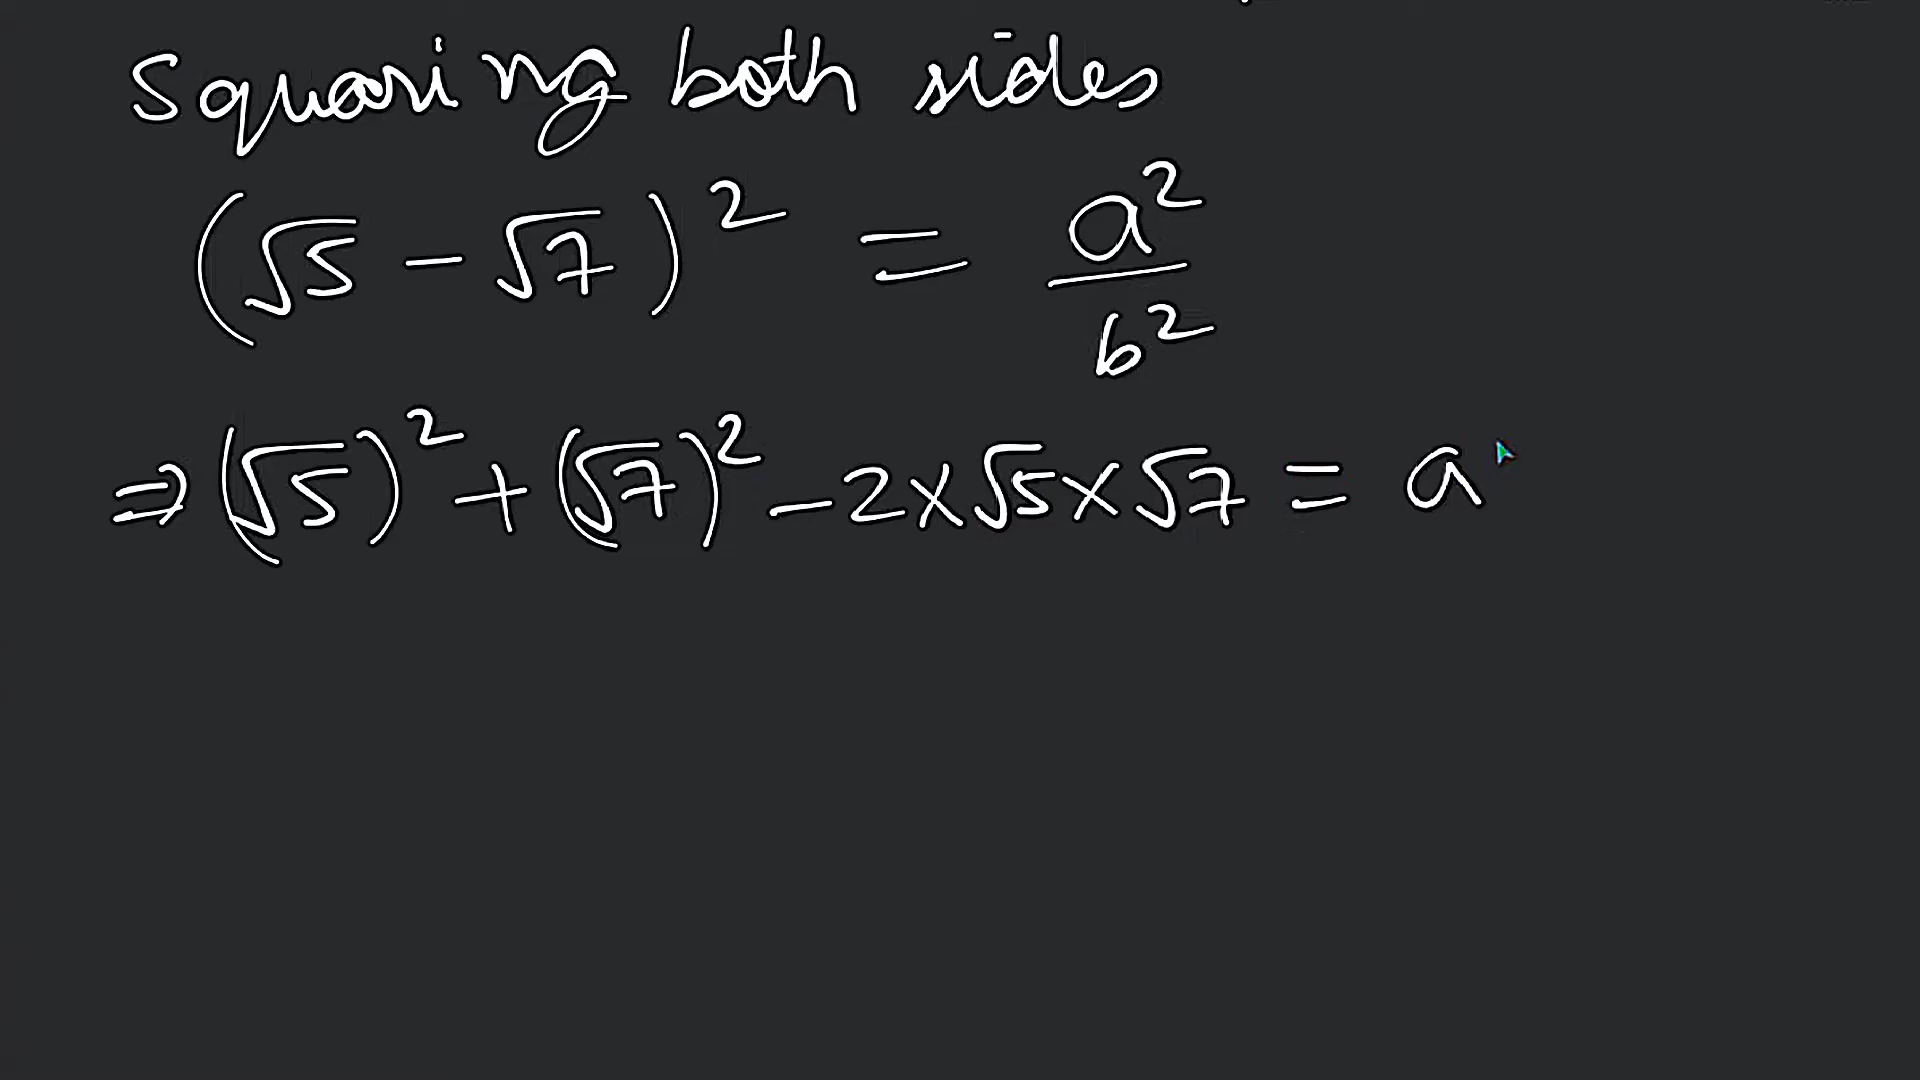 Squaring both sides
(√5 - √7)² = a²/b²
⇒ (√5)² + (√7)² - 2×√5×√7 = a